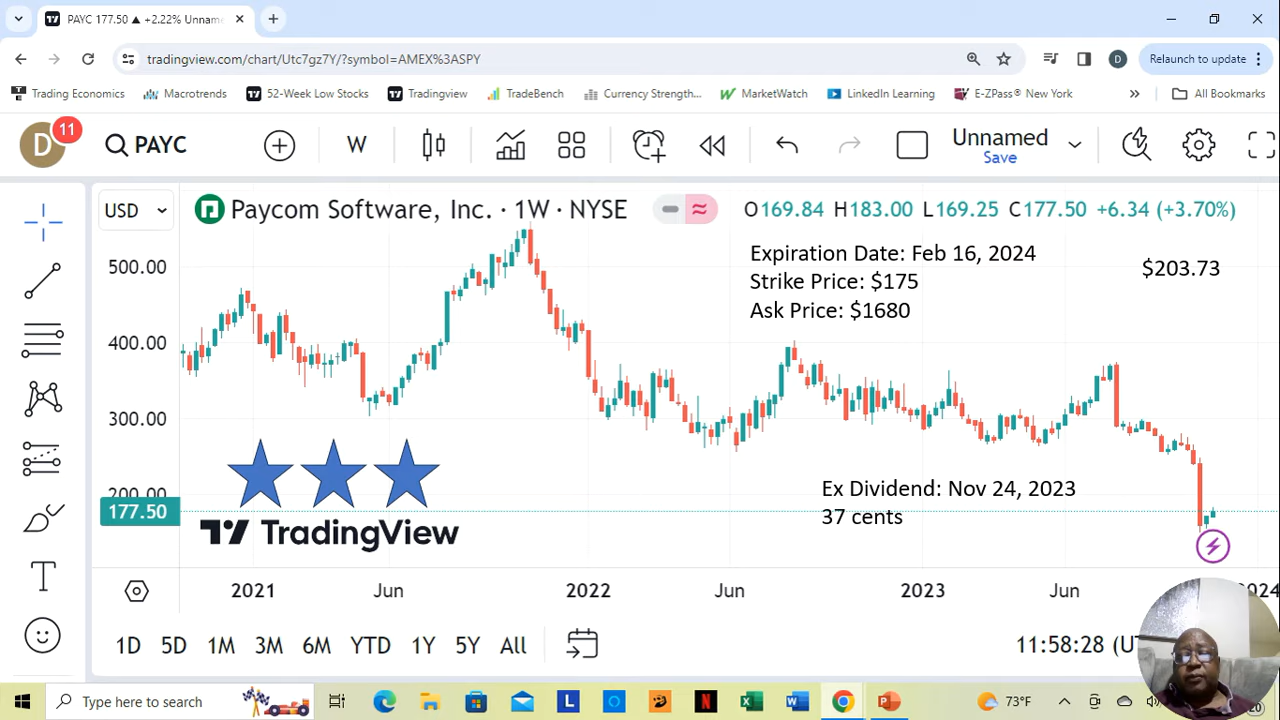 PAYC 177.50 ▲ +2.22% Unnam
tradingview.com/chart/Utc7gz7Y/?symbol=AMEX%3ASPY
D
Relaunch to update
Trading Economics
Macrotrends
52-Week Low Stocks
Tradingview
TradeBench
Currency Strength...
MarketWatch
LinkedIn Learning
E-ZPass® New York
All Bookmarks
D
11
PAYC
W
Unnamed
Save
USD
Paycom Software, Inc. · 1W · NYSE
O169.84 H183.00 L169.25 C177.50 +6.34 (+3.70%)
Expiration Date: Feb 16, 2024
Strike Price: $175
Ask Price: $1680
$203.73
500.00
400.00
300.00
200.00
177.50
Ex Dividend: Nov 24, 2023
37 cents
TradingView
2021
Jun
2022
Jun
2023
Jun
2024
1D 5D 1M 3M 6M YTD 1Y 5Y All
11:58:28 (U
Type here to search
73°F